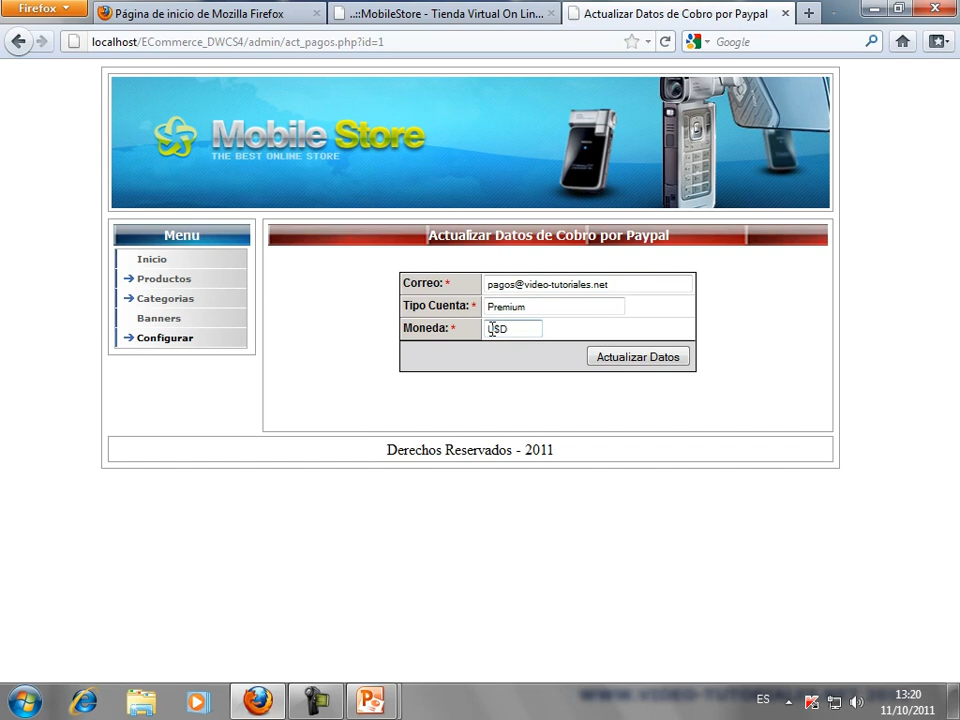 Firefox
Página de inicio de Mozilla Firefox
..::MobileStore - Tienda Virtual On Lin...
Actualizar Datos de Cobro por Paypal
localhost/ECommerce_DWCS4/admin/act_pagos.php?id=1
Google
Mobile Store
THE BEST ONLINE STORE
Menu
Inicio
Productos
Categorias
Banners
Configurar
Actualizar Datos de Cobro por Paypal
Correo: * pagos@video-tutoriales.net
Tipo Cuenta: * Premium
Moneda: * USD
Actualizar Datos
Derechos Reservados - 2011
ES
13:20
11/10/2011